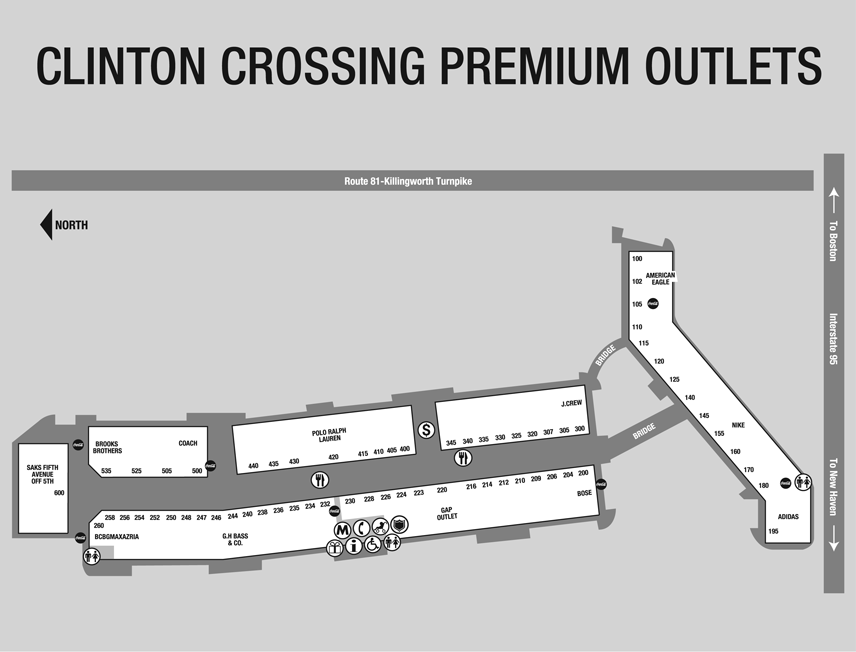 CLINTON CROSSING PREMIUM OUTLETS
Route 81-Killingworth Turnpike
NORTH
To Boston
Interstate 95
To New Haven
100
AMERICAN
EAGLE
102
105
110
115
120
125
140
145
NIKE
155
160
170
180
ADIDAS
195
BRIDGE
BRIDGE
J.CREW
345 340 335 330 325 320 307 305 300
S
POLO RALPH
LAUREN
440 435 430 420 415 410 405 400
BROOKS
BROTHERS
COACH
535 525 505 500
SAKS FIFTH
AVENUE
OFF 5TH
600
258 256 254 252 250 248 247 246 244 240 238 236 235 234 232 230 228 226 224 223 220 216 214 212 210 209 206 204 200
260
BCBGMAXAZRIA
G.H BASS
& CO.
GAP
OUTLET
BOSE
M
i